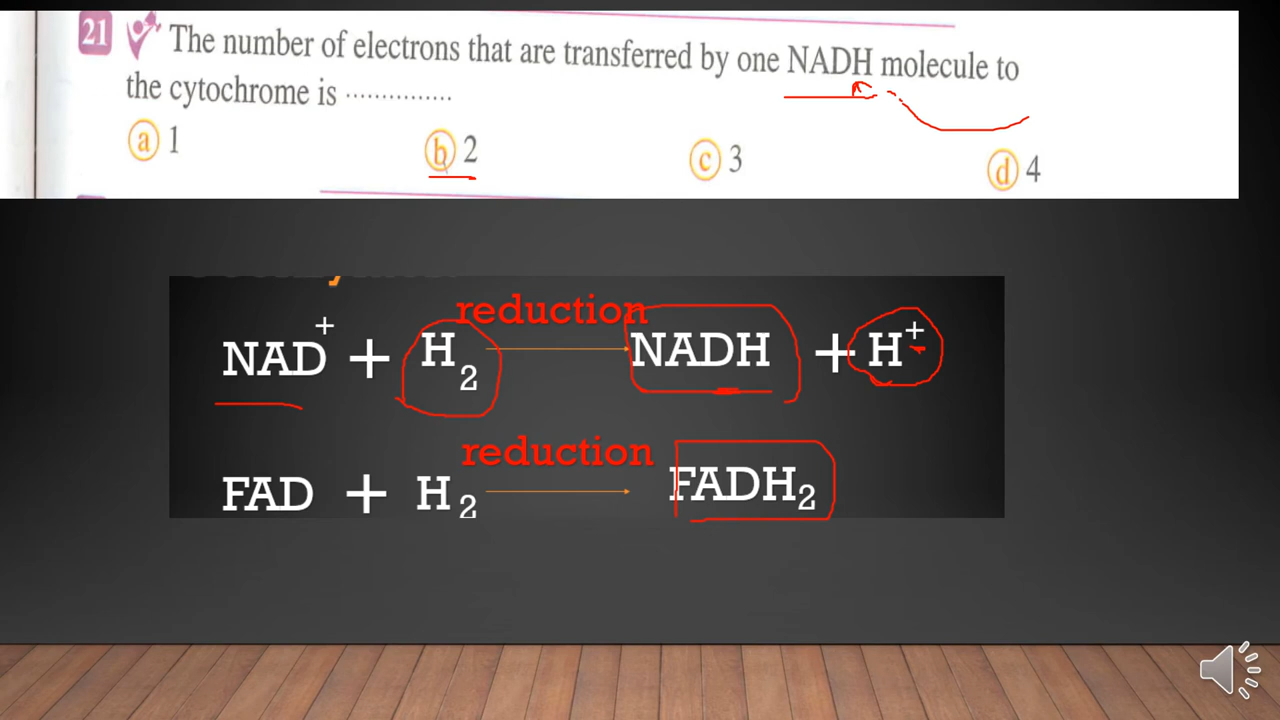 21 The number of electrons that are transferred by one NADH molecule to
the cytochrome is ...............
a 1 b 2 c 3 d 4
reduction
NAD⁺ + H₂ → NADH + H⁺
reduction
FAD + H₂ → FADH₂